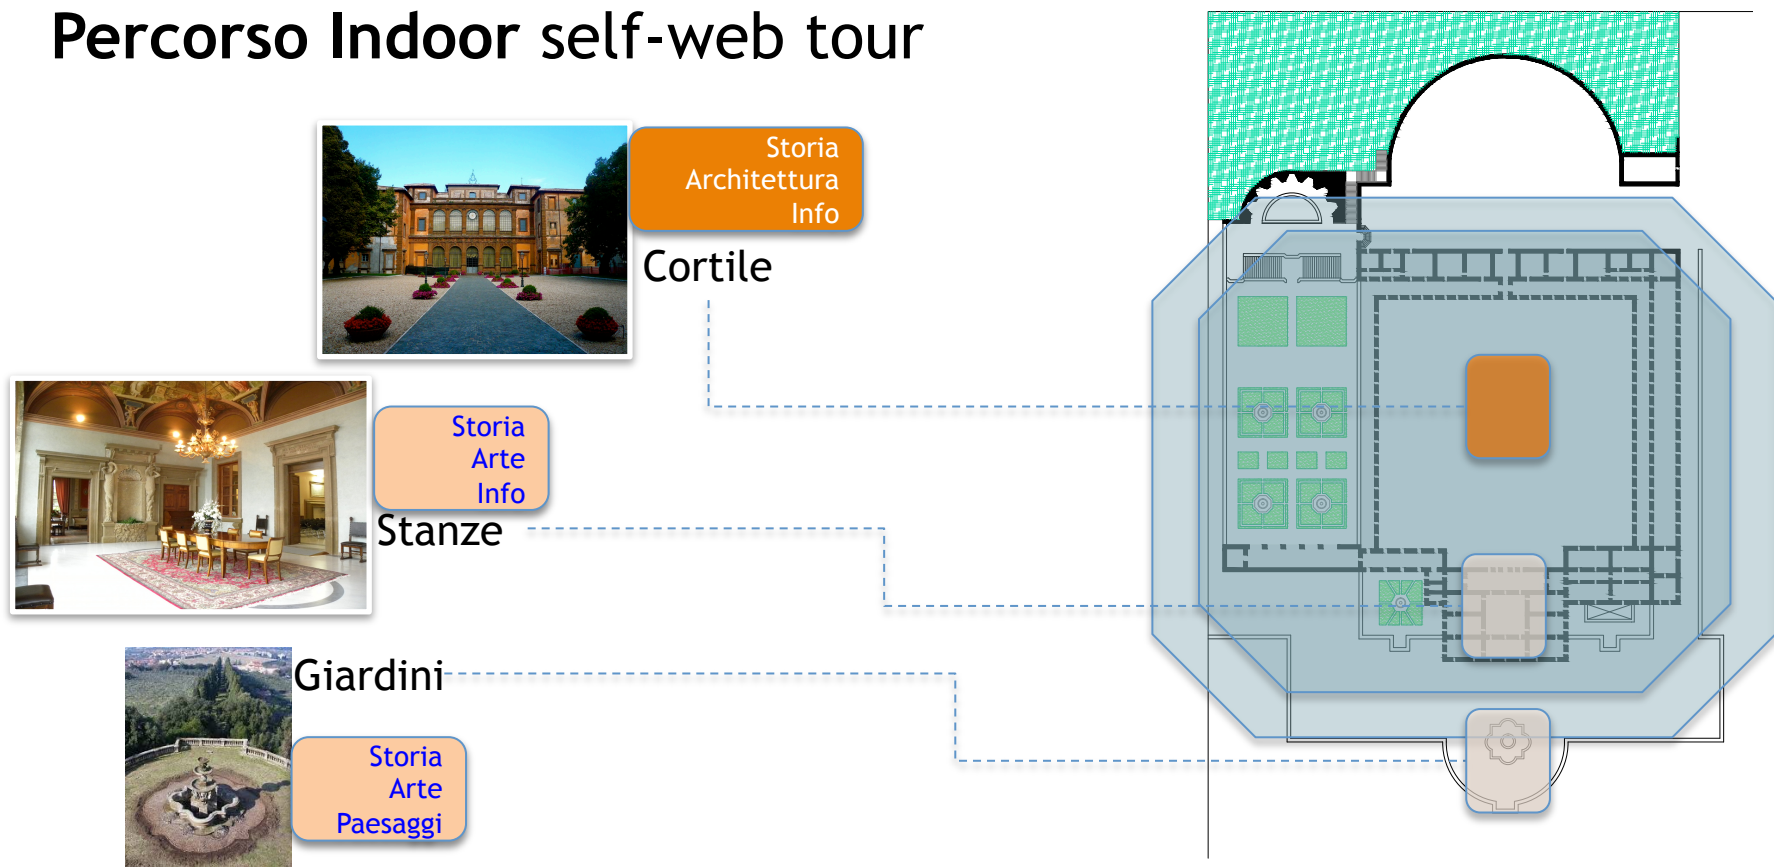 Percorso Indoor self-web tour
Storia
Architettura
Info
Cortile
Storia
Arte
Info
Stanze
Giardini
Storia
Arte
Paesaggi